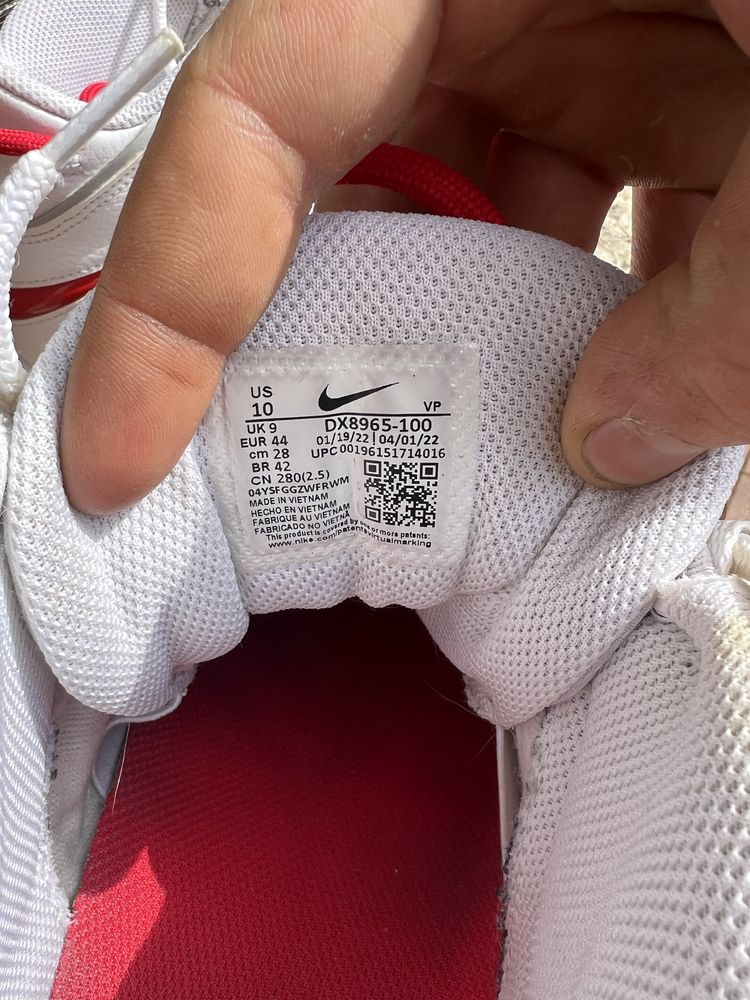 US
10
VP
UK 9
DX8965-100
EUR 44
01/19/22 | 04/01/22
cm 28
UPC 00196151714016
BR 42
CN 280(2.5)
04YSFGGZWFRWM
MADE IN VIETNAM
HECHO EN VIETNAM
FABRIQUE AU VIETNAM
FABRICADO NO VIETNÃ
This product is covered by one or more patents:
www.nike.com/patentsvirtualmarking